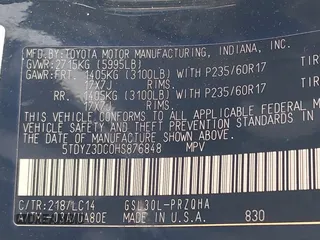 MFD.BY:TOYOTA MOTOR MANUFACTURING, INDIANA, INC.
GVWR:2715KG (5995LB)
GAWR:FRT. 1405KG (3100LB) WITH P235/60R17 TIR
17X7J RIMS
RR. 1405KG (3100LB) WITH P235/60R17 TIR
17X7J RIMS
THIS VEHICLE CONFORMS TO ALL APPLICABLE FEDERAL
MOTOR VEHICLE SAFETY AND THEFT PREVENTION
STANDARDS IN EFFECT ON THE DATE OF MANUFACTURE
5TDYZ3DC0HS876848 MPV
C/TR:218/LC14 GSL30L-PRZQHA
MADE IN U.S.A. 830